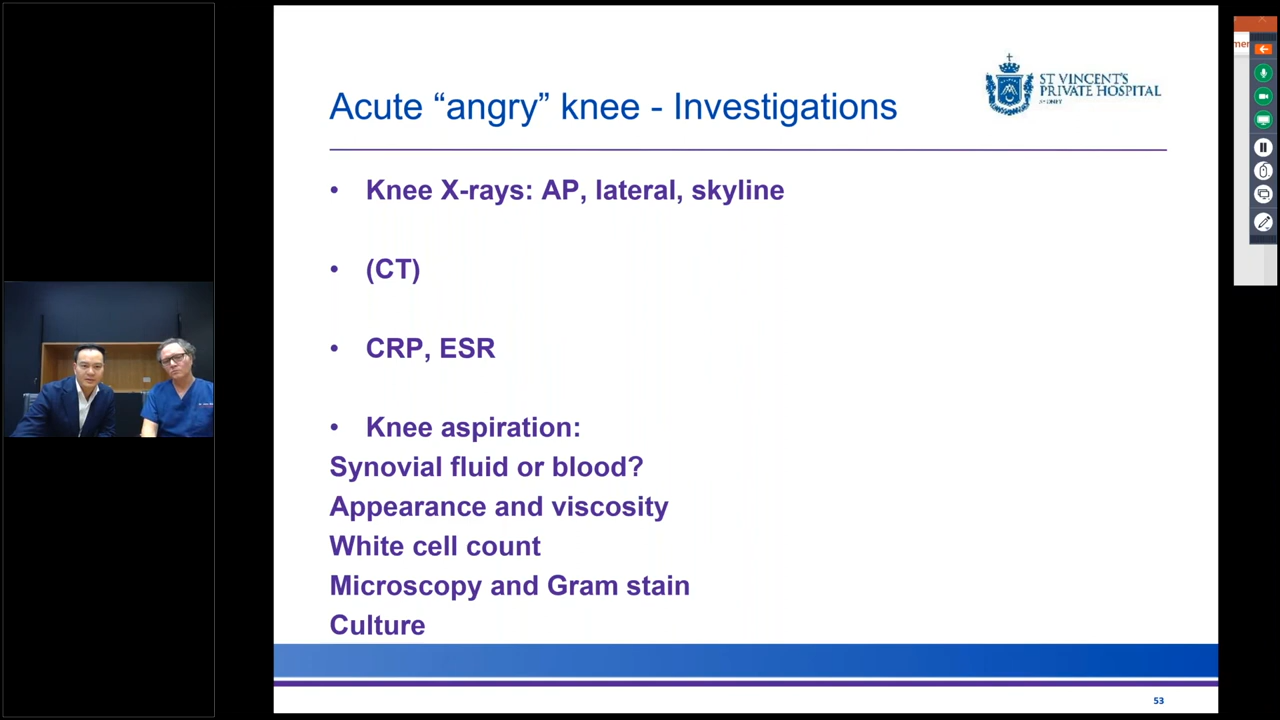 Acute “angry” knee - Investigations
ST VINCENT'S
PRIVATE HOSPITAL
SYDNEY
• Knee X-rays: AP, lateral, skyline
• (CT)
• CRP, ESR
• Knee aspiration:
Synovial fluid or blood?
Appearance and viscosity
White cell count
Microscopy and Gram stain
Culture
53